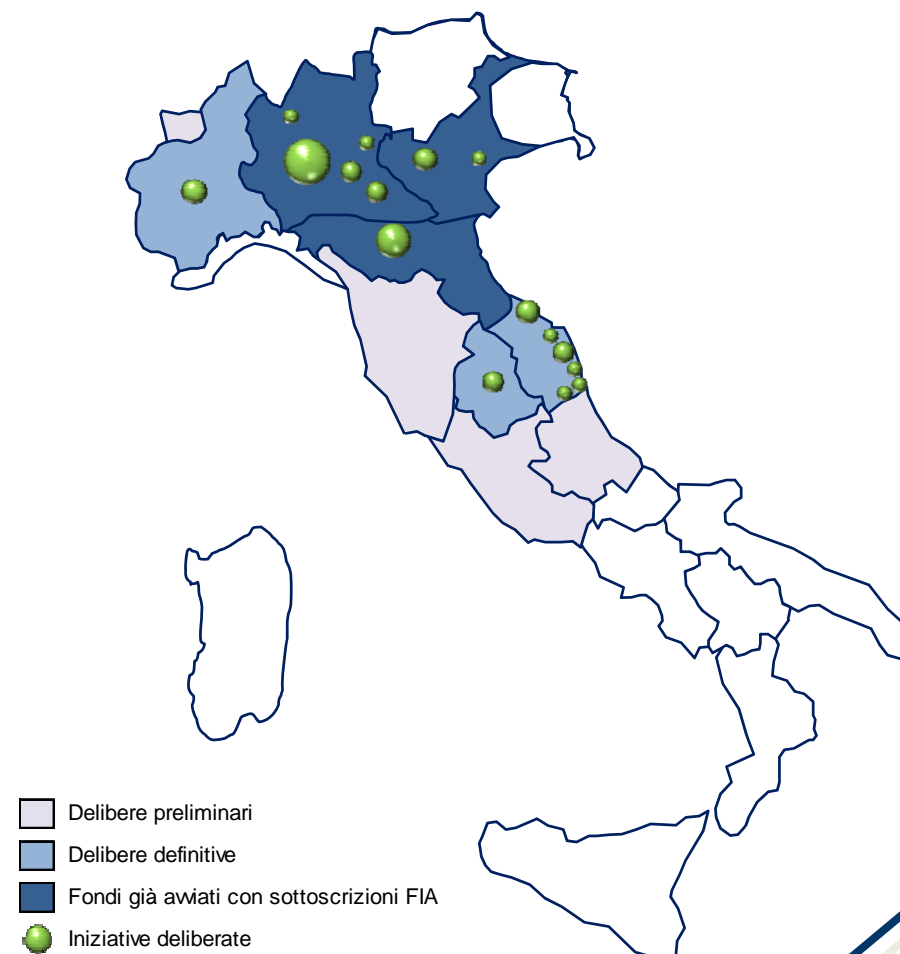 Delibere preliminari
Delibere definitive
Fondi già avviati con sottoscrizioni FIA
Iniziative deliberate